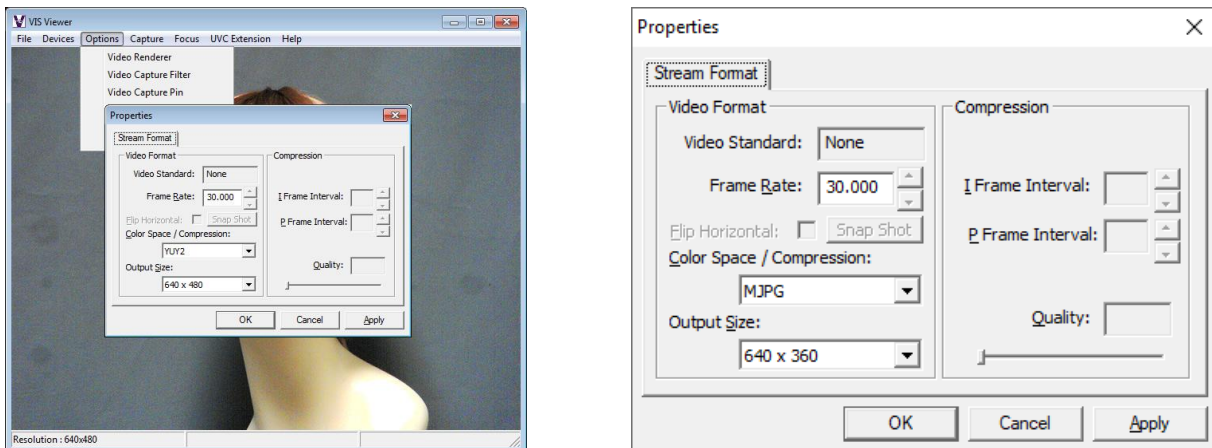 VIS Viewer
File Devices Options Capture Focus UVC Extension Help
Video Renderer
Video Capture Filter
Video Capture Pin
Properties
Stream Format
Video Format
Video Standard: None
Frame Rate: 30.000
Flip Horizontal: Snap Shot
Color Space / Compression:
YUY2
Output Size:
640 x 480
Compression
I Frame Interval:
P Frame Interval:
Quality:
OK Cancel Apply
Resolution : 640x480
Properties
Stream Format
Video Format
Video Standard: None
Frame Rate: 30.000
Flip Horizontal: Snap Shot
Color Space / Compression:
MJPG
Output Size:
640 x 360
Compression
I Frame Interval:
P Frame Interval:
Quality:
OK Cancel Apply